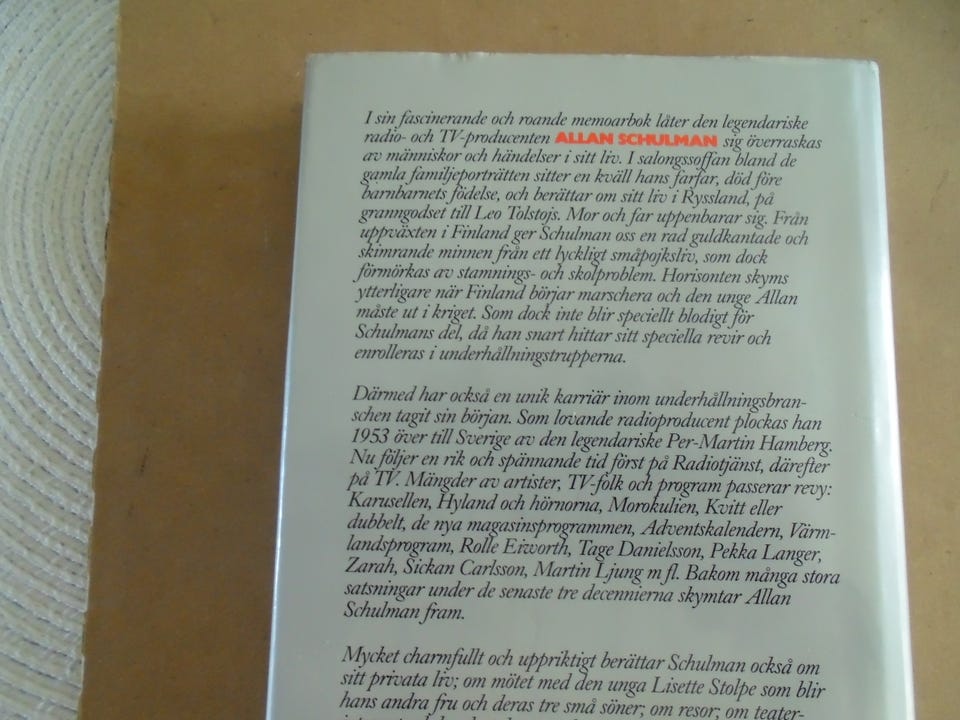 I sin fascinerande och roande memoarbok låter den legendariske
radio- och TV-producenten ALLAN SCHULMAN sig överraskas
av människor och händelser i sitt liv. I salongssoffan bland de
gamla familjeporträtten sitter en kväll hans farfar, död före
barnbarnets födelse, och berättar om sitt liv i Ryssland, på
granngodset till Leo Tolstojs. Mor och far uppenbarar sig. Från
uppväxten i Finland ger Schulman oss en rad guldkantade och
skimrande minnen från ett lyckligt småpojksliv, som dock
förmörkas av stamnings- och skolproblem. Horisonten skyms
ytterligare när Finland börjar marschera och den unge Allan
måste ut i kriget. Som dock inte blir speciellt blodigt för
Schulmans del, då han snart hittar sitt speciella revir och
enrolleras i underhållningstrupperna.
Därmed har också en unik karriär inom underhållningsbran-
schen tagit sin början. Som lovande radioproducent plockas han
1953 över till Sverige av den legendariske Per-Martin Hamberg.
Nu följer en rik och spännande tid först på Radiotjänst, därefter
på TV. Mängder av artister, TV-folk och program passerar revy:
Karusellen, Hyland och hörnorna, Morokulien, Kvitt eller
dubbelt, de nya magasinsprogrammen, Adventskalendern, Värm-
landsprogram, Rolle Eiworth, Tage Danielsson, Pekka Langer,
Zarah, Sickan Carlsson, Martin Ljung m fl. Bakom många stora
satsningar under de senaste tre decennierna skymtar Allan
Schulman fram.
Mycket charmfullt och uppriktigt berättar Schulman också om
sitt privata liv; om mötet med den unga Lisette Stolpe som blir
hans andra fru och deras tre små söner; om resor; om teater-